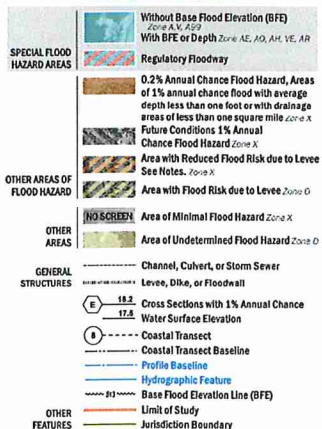 Without Base Flood Elevation (BFE)
Zone A,V, A99
With BFE or Depth Zone AE, AO, AH, VE, AR
SPECIAL FLOOD
HAZARD AREAS
Regulatory Floodway
0.2% Annual Chance Flood Hazard, Areas
of 1% annual chance flood with average
depth less than one foot or with drainage
areas of less than one square mile Zone X
Future Conditions 1% Annual
Chance Flood Hazard Zone X
Area with Reduced Flood Risk due to Levee
See Notes. Zone X
OTHER AREAS OF
FLOOD HAZARD
Area with Flood Risk due to Levee Zone D
NO SCREEN Area of Minimal Flood Hazard Zone X
OTHER
AREAS
Area of Undetermined Flood Hazard Zone D
GENERAL
STRUCTURES
Channel, Culvert, or Storm Sewer
Levee, Dike, or Floodwall
E 18.2 Cross Sections with 1% Annual Chance
17.5 Water Surface Elevation
8 Coastal Transect
Coastal Transect Baseline
Profile Baseline
Hydrographic Feature
513 Base Flood Elevation Line (BFE)
OTHER
FEATURES
Limit of Study
Jurisdiction Boundary